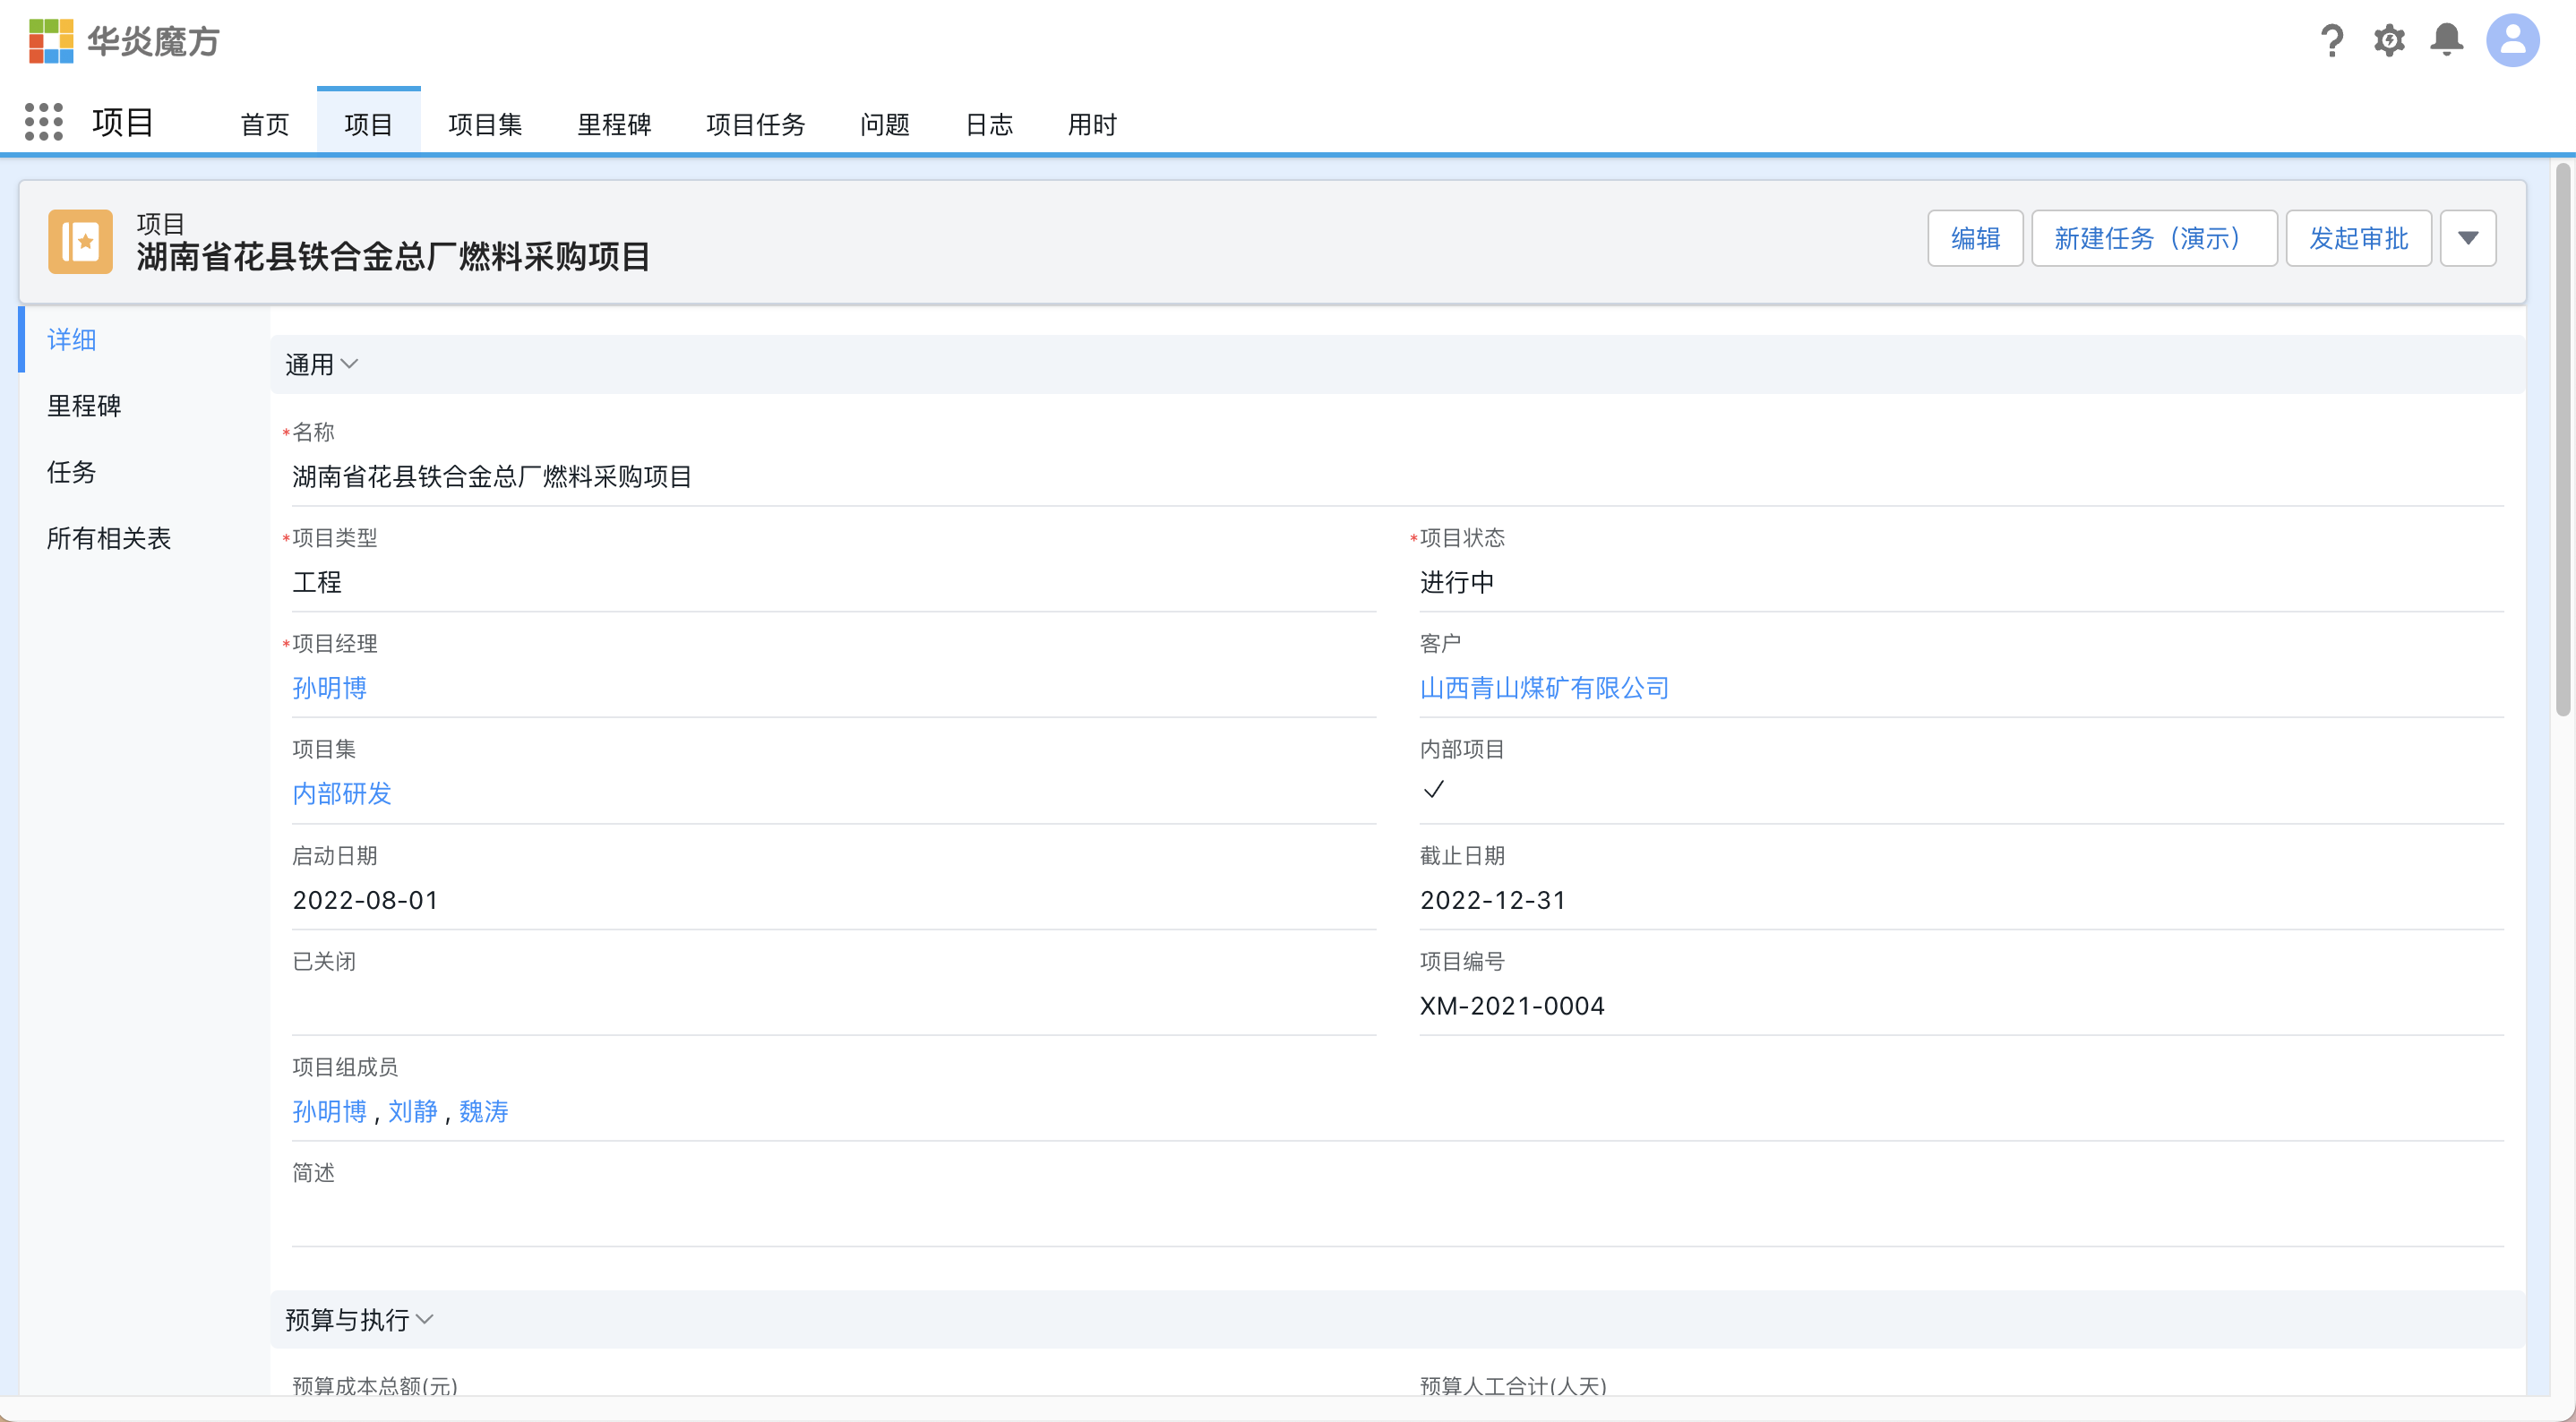 华炎魔方
项目
首页 项目 项目集 里程碑 项目任务 问题 日志 用时
项目
湖南省花县铁合金总厂燃料采购项目
编辑 新建任务（演示） 发起审批
详细
里程碑
任务
所有相关表
通用
*名称
湖南省花县铁合金总厂燃料采购项目
*项目类型 *项目状态
工程 进行中
*项目经理 客户
孙明博 山西青山煤矿有限公司
项目集 内部项目
内部研发
启动日期 截止日期
2022-08-01 2022-12-31
已关闭 项目编号
XM-2021-0004
项目组成员
孙明博 , 刘静 , 魏涛
简述
预算与执行
预算成本总额(元) 预算人工合计(人天)